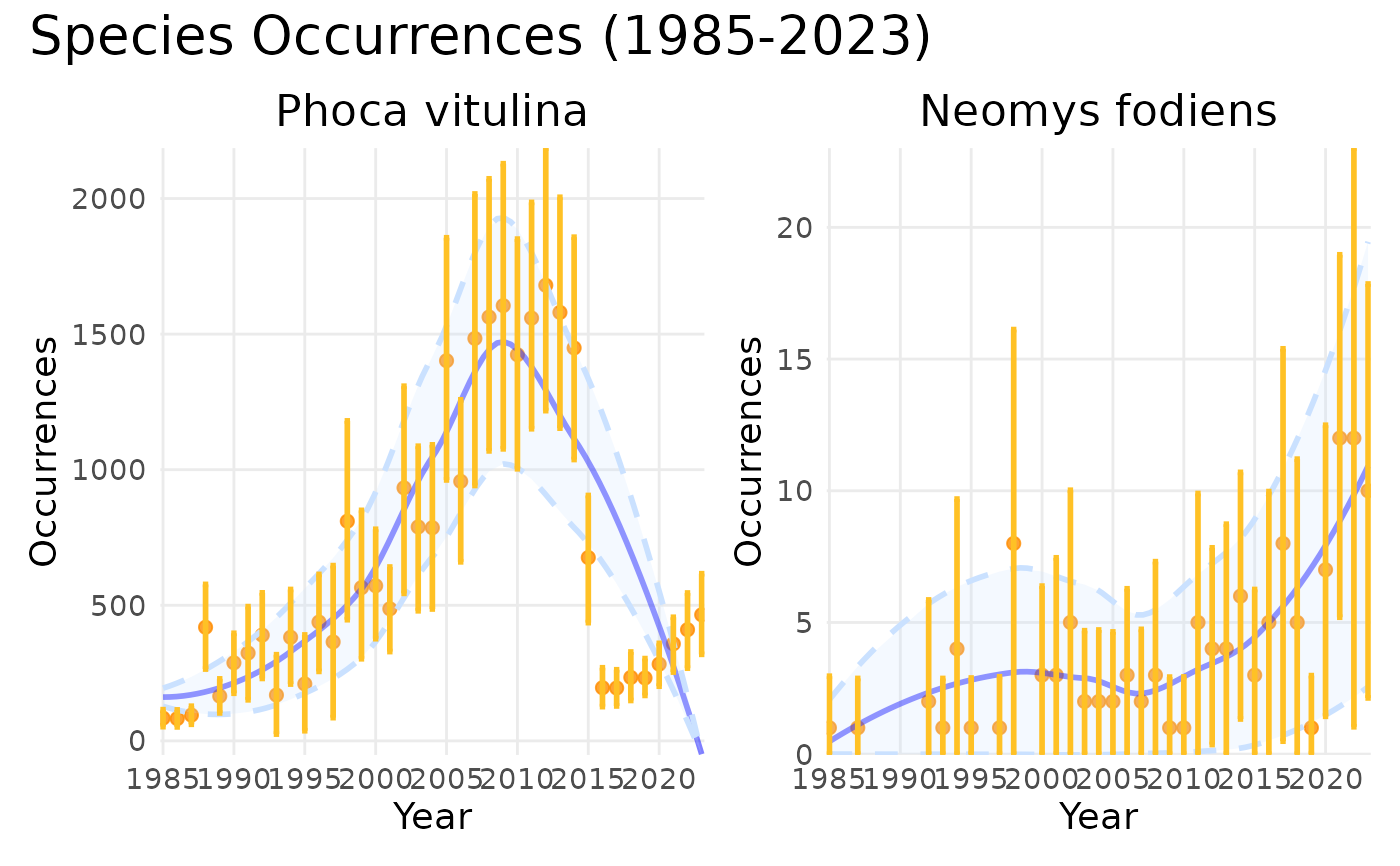 Species Occurrences (1985-2023)
Phoca vitulina
Occurrences
2000
1500
1000
500
0
1985 1990 1995 2000 2005 2010 2015 2020
Year
Neomys fodiens
Occurrences
20
15
10
5
0
1985 1990 1995 2000 2005 2010 2015 2020
Year